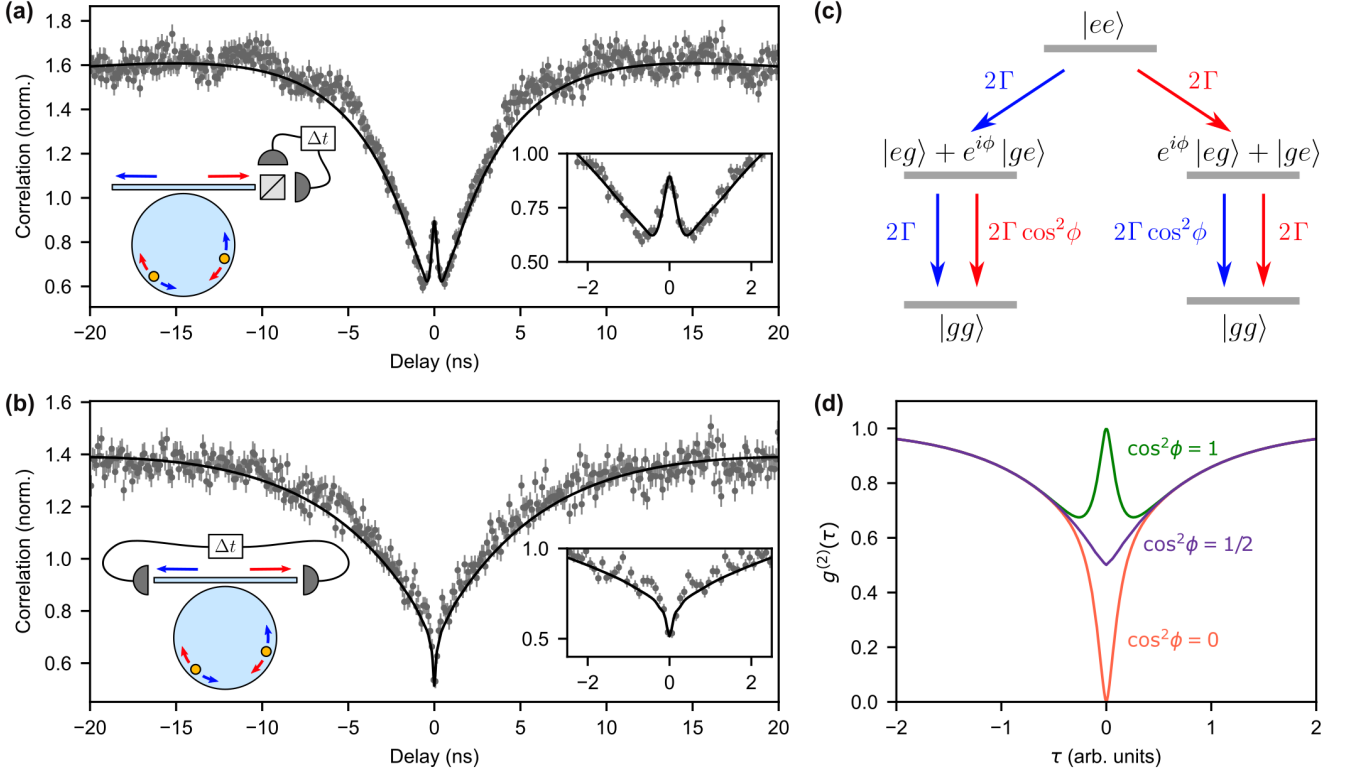 (a)
Correlation (norm.)
1.8
1.6
1.4
1.2
1.0
0.8
0.6
Δt
1.00
0.75
0.50
−2 0 2
−20 −15 −10 −5 0 5 10 15 20
Delay (ns)
(b)
Correlation (norm.)
1.6
1.4
1.2
1.0
0.8
0.6
Δt
1.0
0.5
−2 0 2
−20 −15 −10 −5 0 5 10 15 20
Delay (ns)
(c)
|ee⟩
2Γ 2Γ
|eg⟩ + e^{iϕ} |ge⟩ e^{iϕ} |eg⟩ + |ge⟩
2Γ 2Γ cos²ϕ 2Γ cos²ϕ 2Γ
|gg⟩ |gg⟩
(d)
g⁽²⁾(τ)
1.0
0.8
0.6
0.4
0.2
0.0
cos²ϕ = 1
cos²ϕ = 1/2
cos²ϕ = 0
−2 −1 0 1 2
τ (arb. units)